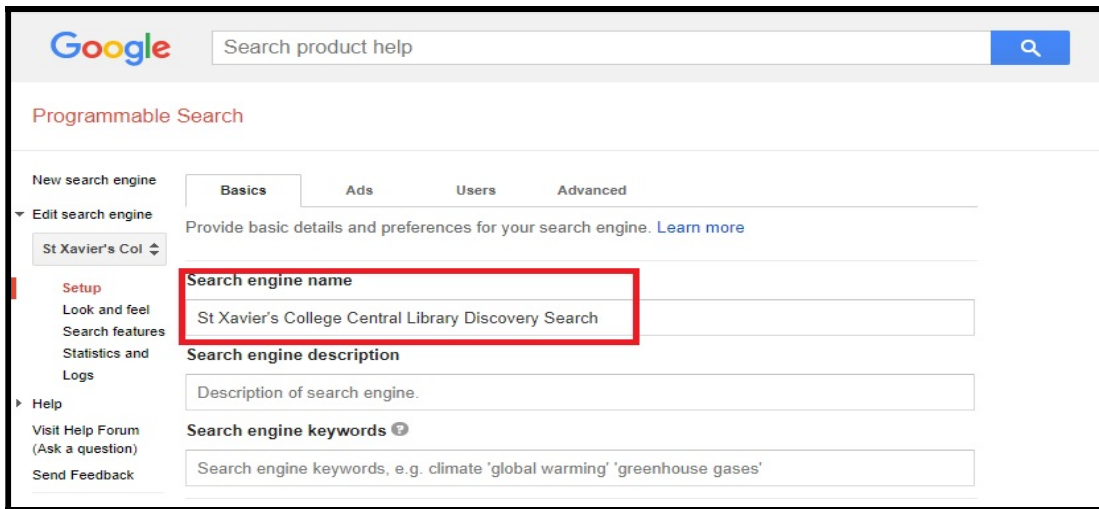 Google
Search product help
Programmable Search
New search engine
Edit search engine
St Xavier's Col
Setup
Look and feel
Search features
Statistics and
Logs
Help
Visit Help Forum
(Ask a question)
Send Feedback
Basics Ads Users Advanced
Provide basic details and preferences for your search engine. Learn more
Search engine name
St Xavier's College Central Library Discovery Search
Search engine description
Description of search engine.
Search engine keywords ?
Search engine keywords, e.g. climate 'global warming' 'greenhouse gases'